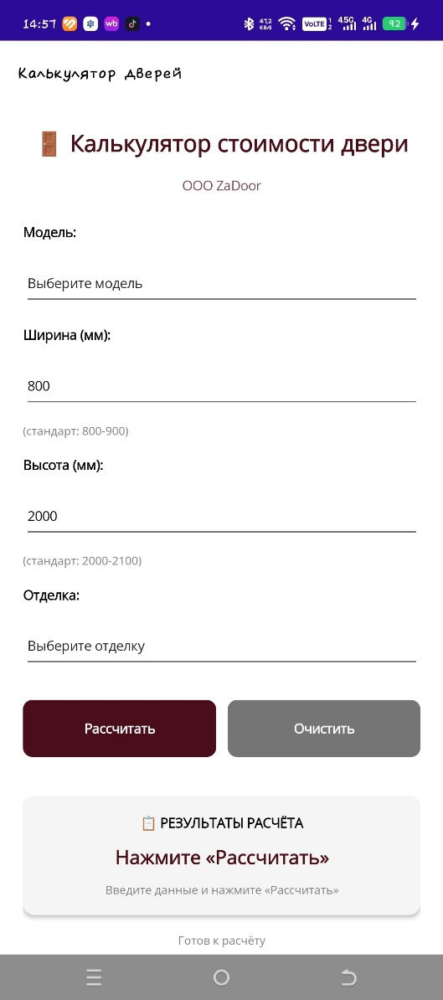 14:57 wb 47,2 KB/S VoLTE 1 2 4.5G 4G 92
Калькулятор дверей
Калькулятор стоимости двери
ООО ZaDoor
Модель:
Выберите модель
Ширина (мм):
800
(стандарт: 800-900)
Высота (мм):
2000
(стандарт: 2000-2100)
Отделка:
Выберите отделку
Рассчитать Очистить
РЕЗУЛЬТАТЫ РАСЧЁТА
Нажмите «Рассчитать»
Введите данные и нажмите «Рассчитать»
Готов к расчёту